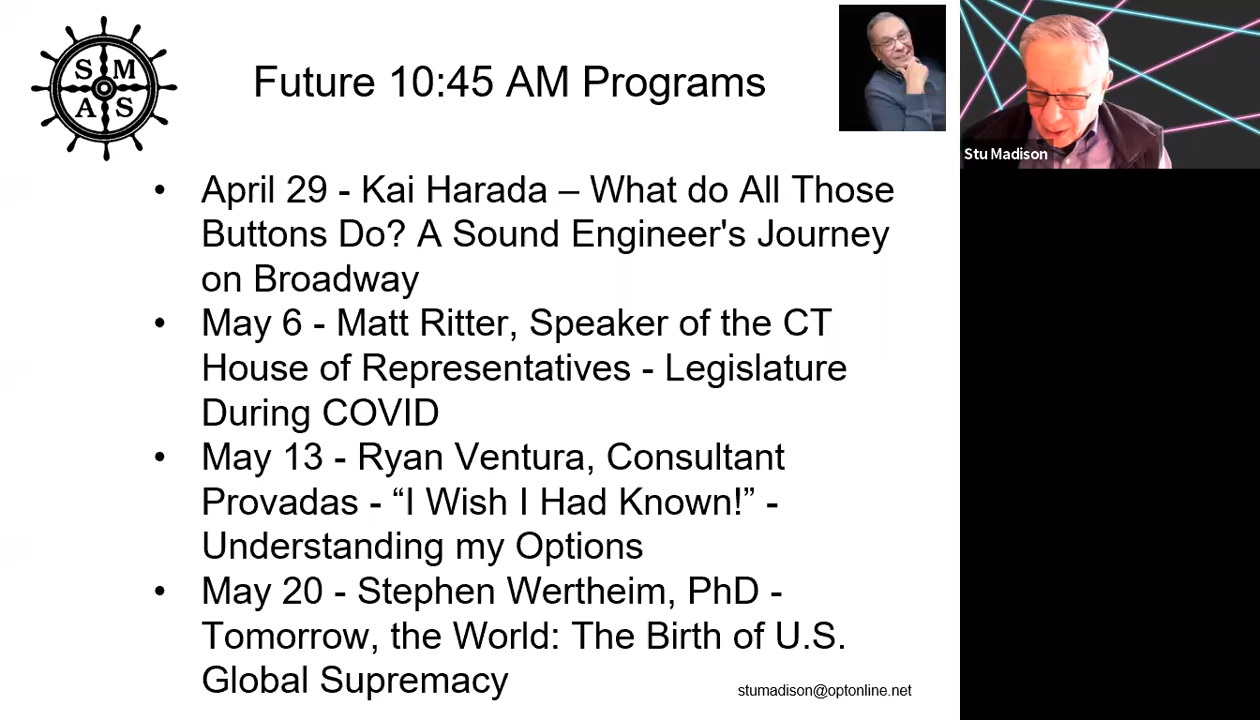 S M
A S
Future 10:45 AM Programs
Stu Madison
• April 29 - Kai Harada – What do All Those
Buttons Do? A Sound Engineer's Journey
on Broadway
• May 6 - Matt Ritter, Speaker of the CT
House of Representatives - Legislature
During COVID
• May 13 - Ryan Ventura, Consultant
Provadas - “I Wish I Had Known!” -
Understanding my Options
• May 20 - Stephen Wertheim, PhD -
Tomorrow, the World: The Birth of U.S.
Global Supremacy
stumadison@optonline.net